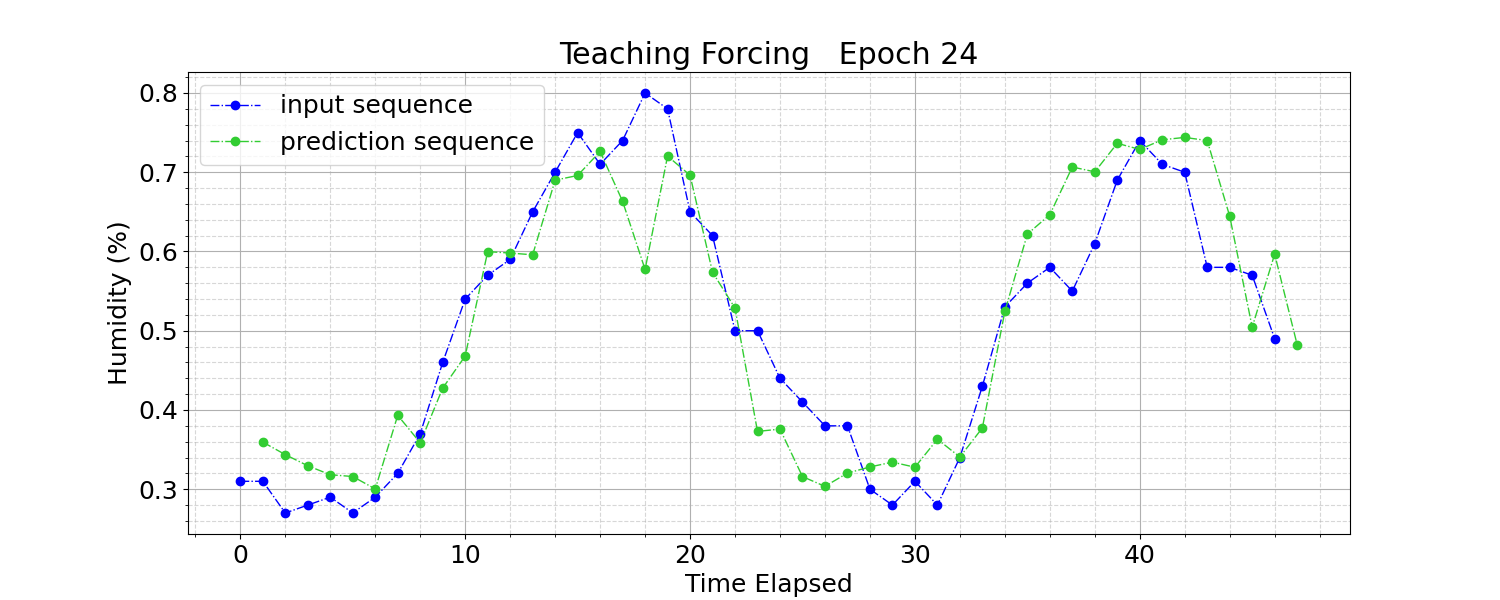 Teaching Forcing   Epoch 24
input sequence
prediction sequence
Humidity (%)
0.8
0.7
0.6
0.5
0.4
0.3
0 10 20 30 40
Time Elapsed